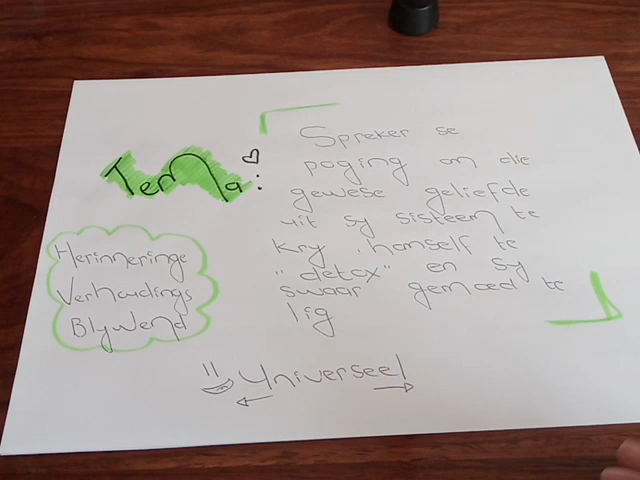 Tema:
Spreker se
poging om die
gewese geliefde
uit sy sisteem te
kry . homself te
"detox" en sy
swaar gemoed te
lig
Herinneringe
Verhoudings
Blywend
Universeel